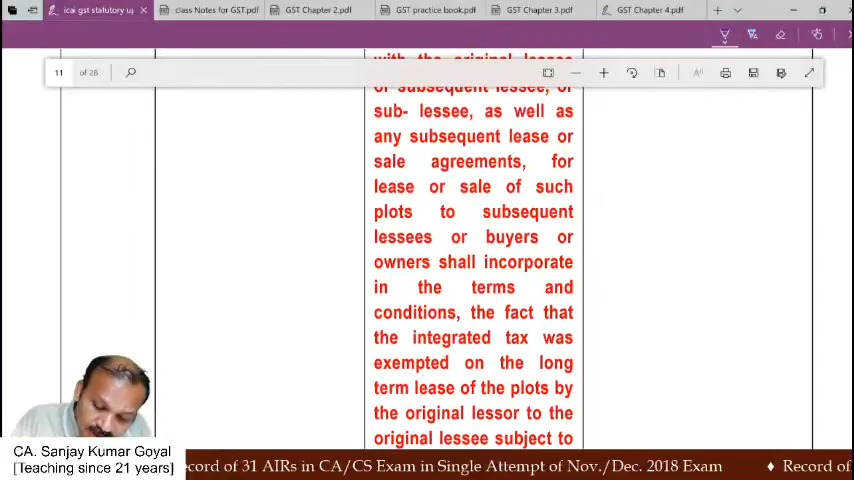 icai gst statutory up
class Notes for GST.pdf
GST Chapter 2.pdf
GST practice book.pdf
GST Chapter 3.pdf
GST Chapter 4.pdf
11 of 28
with the original lessee
or subsequent lessee, or
sub- lessee, as well as
any subsequent lease or
sale agreements, for
lease or sale of such
plots to subsequent
lessees or buyers or
owners shall incorporate
in the terms and
conditions, the fact that
the integrated tax was
exempted on the long
term lease of the plots by
the original lessor to the
original lessee subject to
CA. Sanjay Kumar Goyal
[Teaching since 21 years]
ecord of 31 AIRs in CA/CS Exam in Single Attempt of Nov./Dec. 2018 Exam ♦ Record of